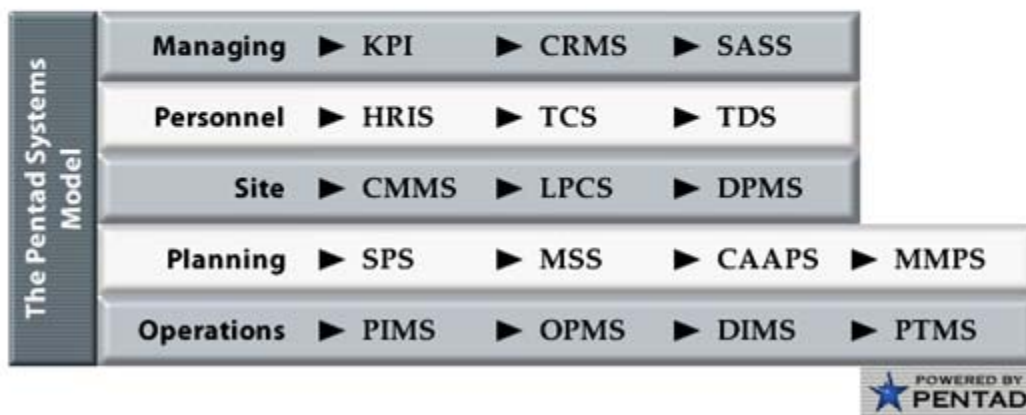 The Pentad Systems
Model
Managing ► KPI ► CRMS ► SASS
Personnel ► HRIS ► TCS ► TDS
Site ► CMMS ► LPCS ► DPMS
Planning ► SPS ► MSS ► CAAPS ► MMPS
Operations ► PIMS ► OPMS ► DIMS ► PTMS
POWERED BY
PENTAD